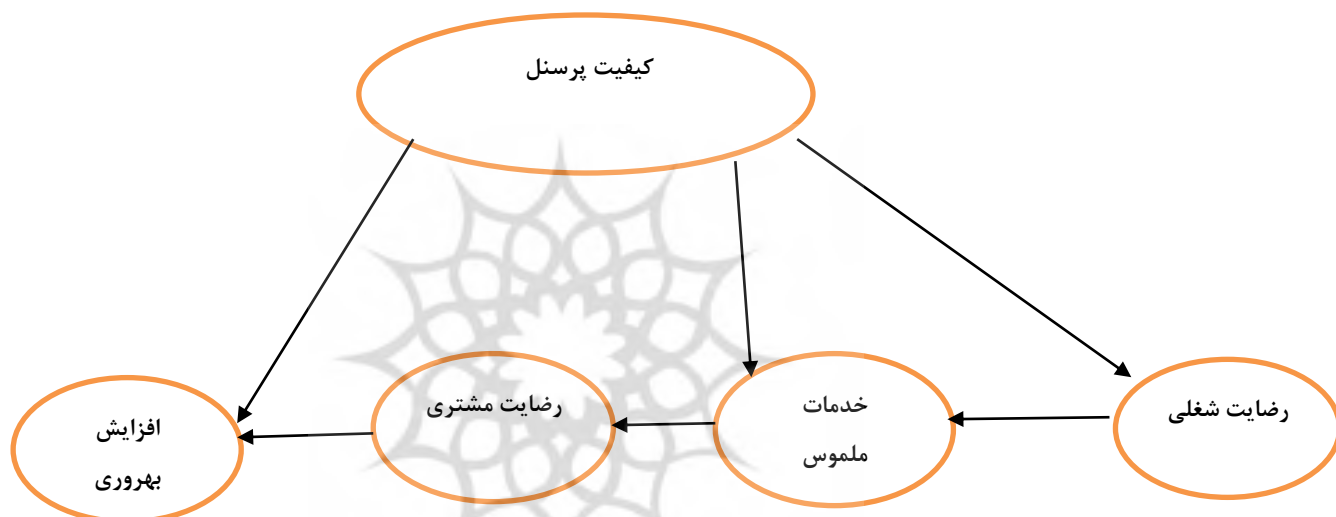 کیفیت پرسنل
رضایت شغلی
خدمات
ملموس
رضایت مشتری
افزایش
بهروری